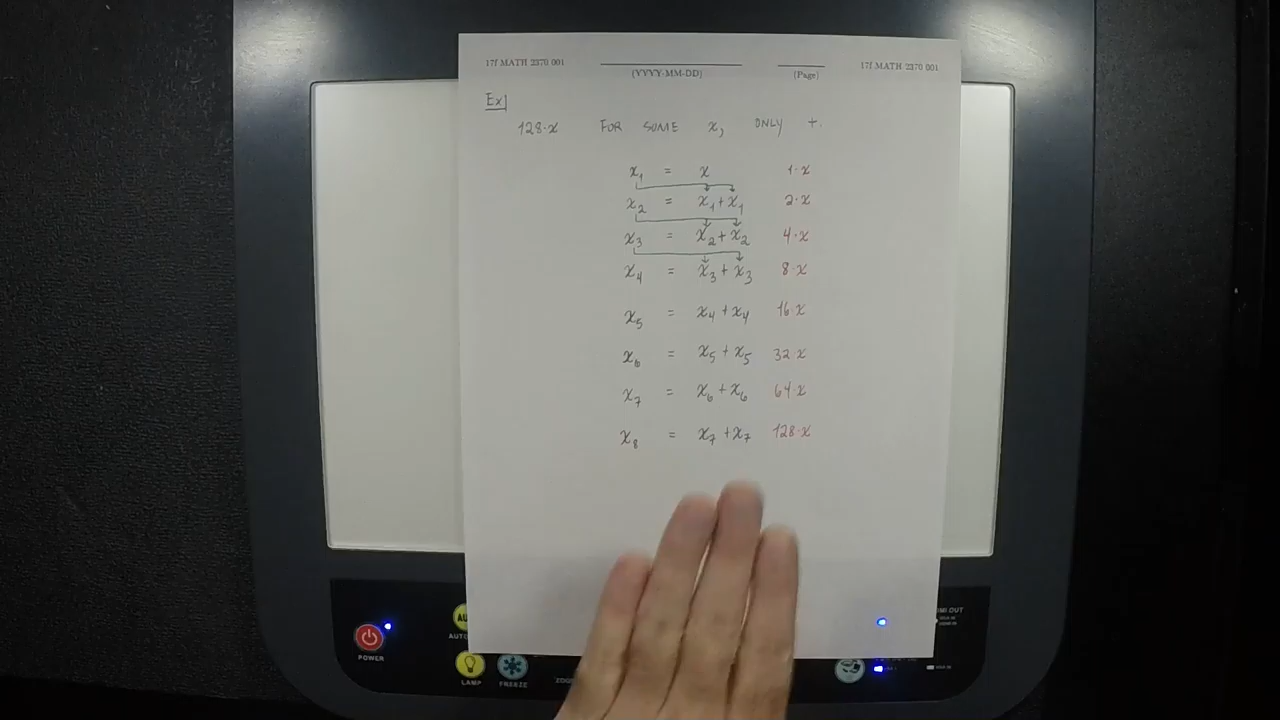 17f MATH 2370 001 (YYYY-MM-DD) (Page) 17f MATH 2370 001
Ex
128·x FOR SOME x, ONLY +.
x₁ = x 1·x
x₂ = x₁+x₁ 2·x
x₃ = x₂+x₂ 4·x
x₄ = x₃+x₃ 8·x
x₅ = x₄+x₄ 16·x
x₆ = x₅+x₅ 32·x
x₇ = x₆+x₆ 64·x
x₈ = x₇+x₇ 128·x
POWER
LAMP
FREEZE